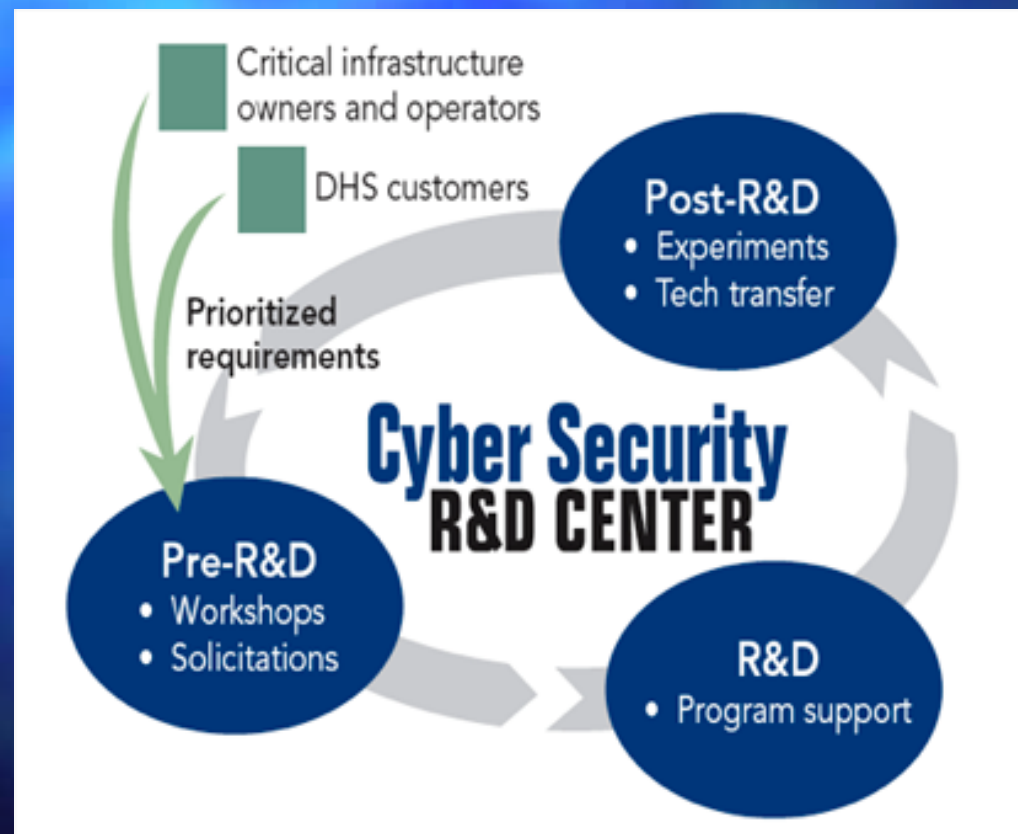 Critical infrastructure
owners and operators
DHS customers
Prioritized
requirements
Post-R&D
• Experiments
• Tech transfer
Cyber Security
R&D CENTER
Pre-R&D
• Workshops
• Solicitations
R&D
• Program support